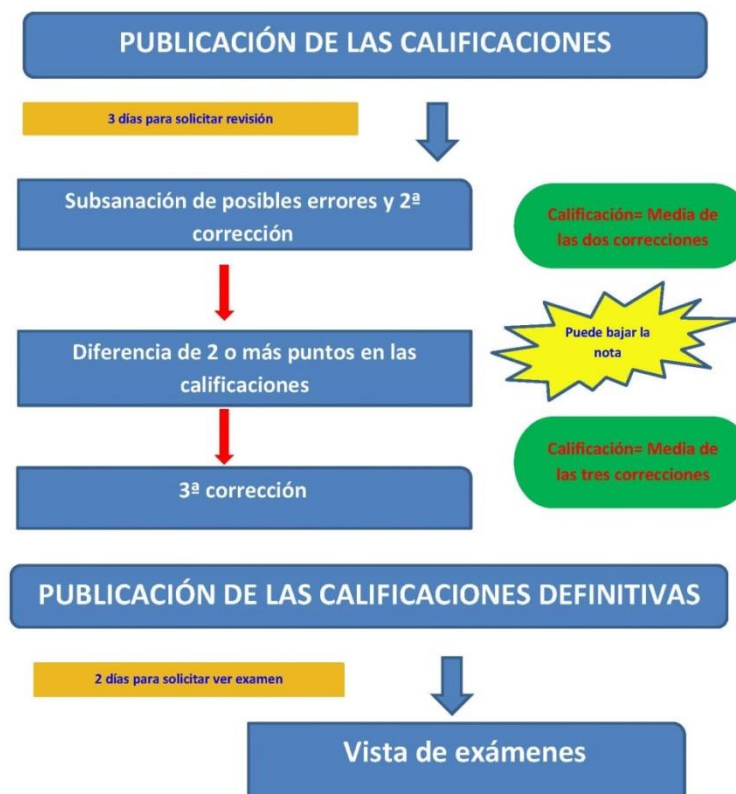 PUBLICACIÓN DE LAS CALIFICACIONES
3 días para solicitar revisión
Subsanación de posibles errores y 2ª
corrección
Calificación= Media de
las dos correcciones
Puede bajar la
nota
Diferencia de 2 o más puntos en las
calificaciones
3ª corrección
Calificación= Media de
las tres correcciones
PUBLICACIÓN DE LAS CALIFICACIONES DEFINITIVAS
2 días para solicitar ver examen
Vista de exámenes